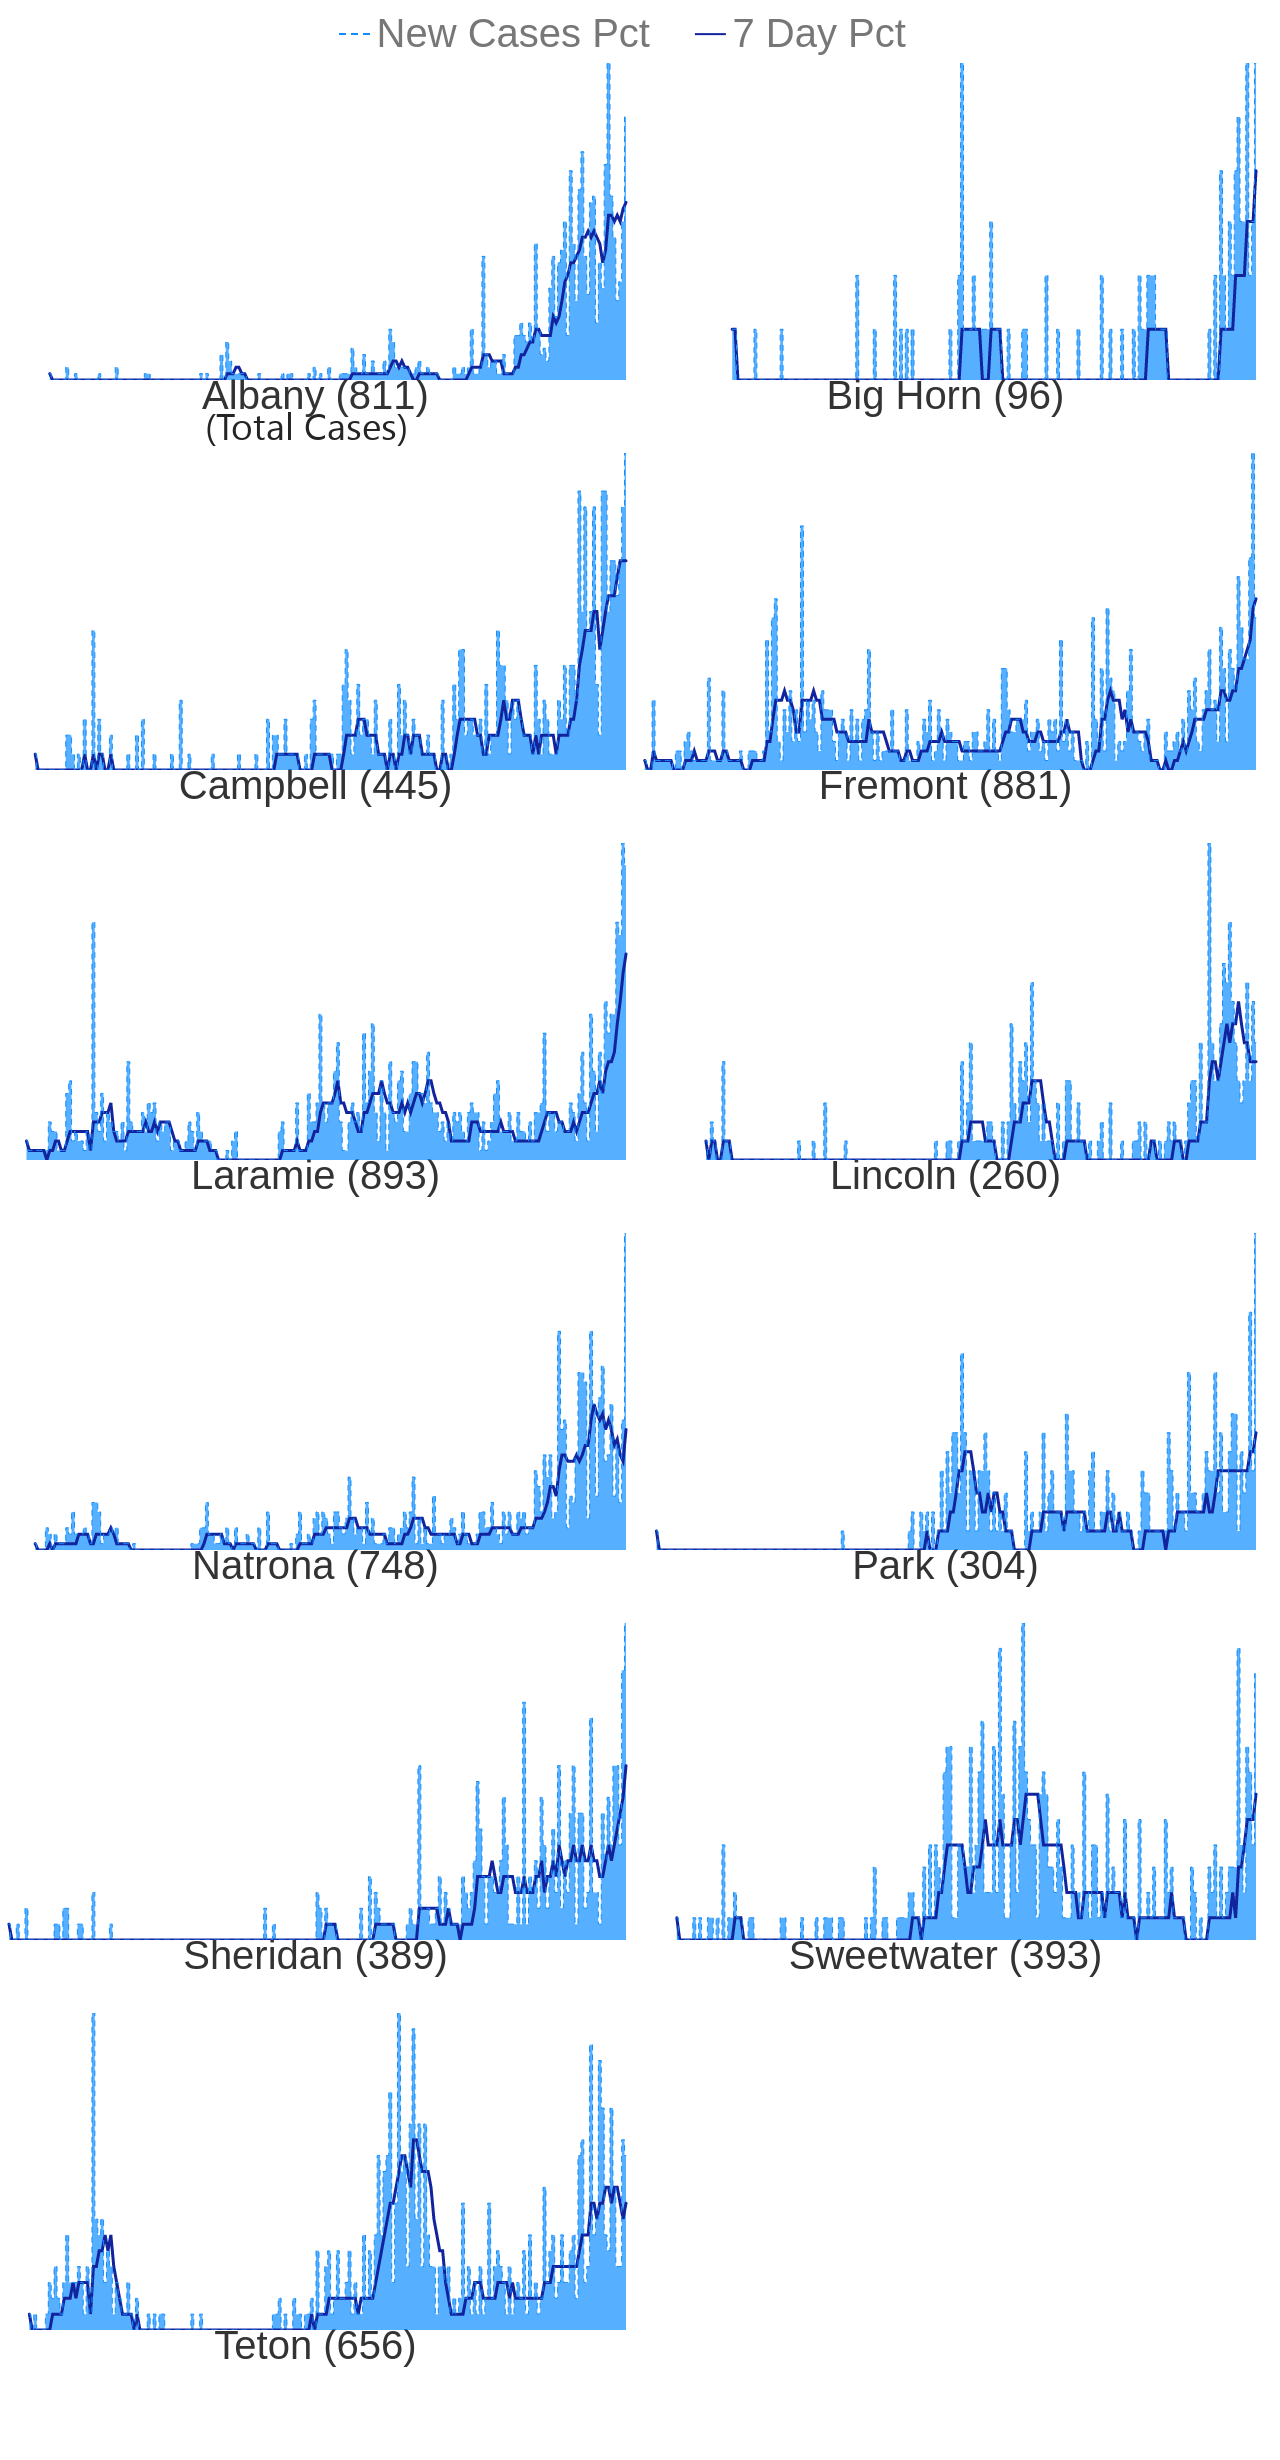 New Cases Pct 7 Day Pct
Albany (811) Big Horn (96)
(Total Cases)
Campbell (445) Fremont (881)
Laramie (893) Lincoln (260)
Natrona (748) Park (304)
Sheridan (389) Sweetwater (393)
Teton (656)